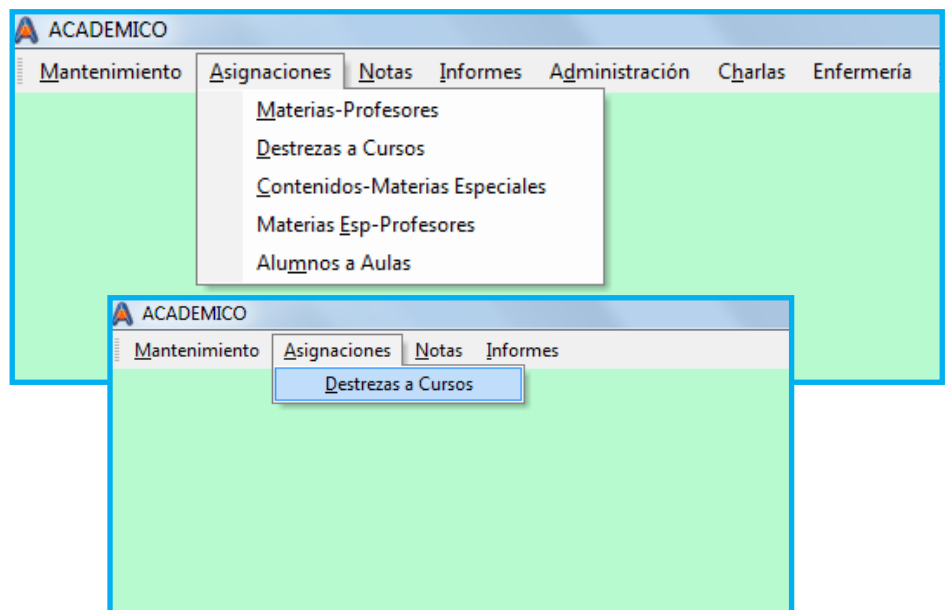 ACADEMICO
Mantenimiento Asignaciones Notas Informes Administración Charlas Enfermería
Materias-Profesores
Destrezas a Cursos
Contenidos-Materias Especiales
Materias Esp-Profesores
Alumnos a Aulas
ACADEMICO
Mantenimiento Asignaciones Notas Informes
Destrezas a Cursos